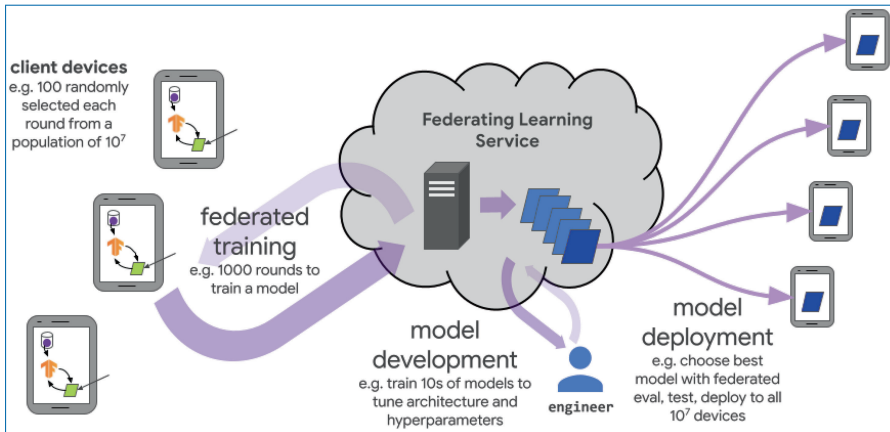 client devices
e.g. 100 randomly
selected each
round from a
population of 10⁷
Federating Learning
Service
federated
training
e.g. 1000 rounds to
train a model
model
development
e.g. train 10s of models to
tune architecture and
hyperparameters
engineer
model
deployment
e.g. choose best
model with federated
eval, test, deploy to all
10⁷ devices